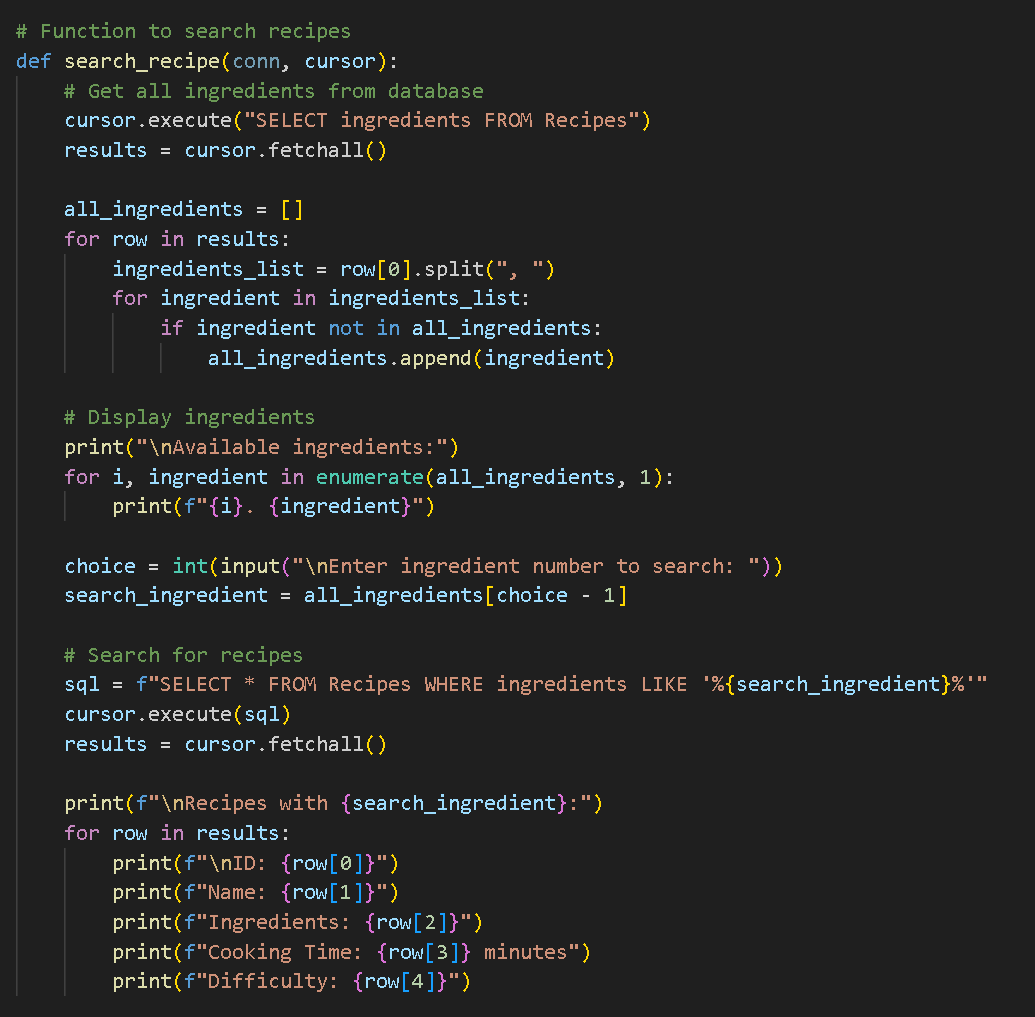 # Function to search recipes
def search_recipe(conn, cursor):
    # Get all ingredients from database
    cursor.execute("SELECT ingredients FROM Recipes")
    results = cursor.fetchall()

    all_ingredients = []
    for row in results:
        ingredients_list = row[0].split(", ")
        for ingredient in ingredients_list:
            if ingredient not in all_ingredients:
                all_ingredients.append(ingredient)

    # Display ingredients
    print("\nAvailable ingredients:")
    for i, ingredient in enumerate(all_ingredients, 1):
        print(f"{i}. {ingredient}")

    choice = int(input("\nEnter ingredient number to search: "))
    search_ingredient = all_ingredients[choice - 1]

    # Search for recipes
    sql = f"SELECT * FROM Recipes WHERE ingredients LIKE '%{search_ingredient}%'"
    cursor.execute(sql)
    results = cursor.fetchall()

    print(f"\nRecipes with {search_ingredient}:")
    for row in results:
        print(f"\nID: {row[0]}")
        print(f"Name: {row[1]}")
        print(f"Ingredients: {row[2]}")
        print(f"Cooking Time: {row[3]} minutes")
        print(f"Difficulty: {row[4]}")